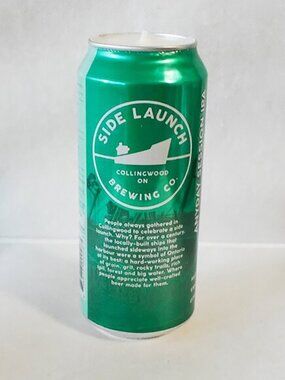 SIDE LAUNCH
COLLINGWOOD
ON
BREWING CO.
People always gathered in
Collingwood to celebrate a side
launch. Why? For over a century,
the locally-built ships that
launched sideways into the
harbour were a symbol of Ontario
at its best: a hard-working place
of grain, grit, rocky trails, rich
soil, forest and big water. Where
people appreciate well-crafted
beer made for them.
ANYDAY SESSION IPA